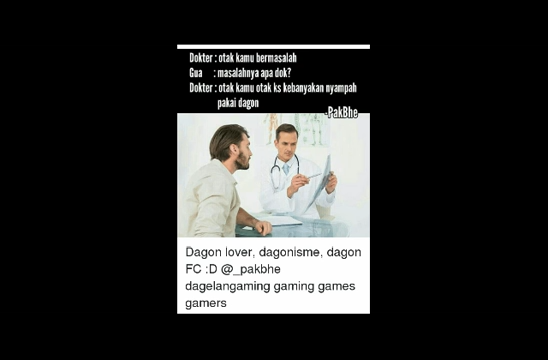 Dokter : otak kamu bermasalah
Gua : masalahnya apa dok?
Dokter : otak kamu otak ks kebanyakan nyampah
pakai dagon
-PakBhe
Dagon lover, dagonisme, dagon
FC :D @_pakbhe
dagelangaming gaming games
gamers